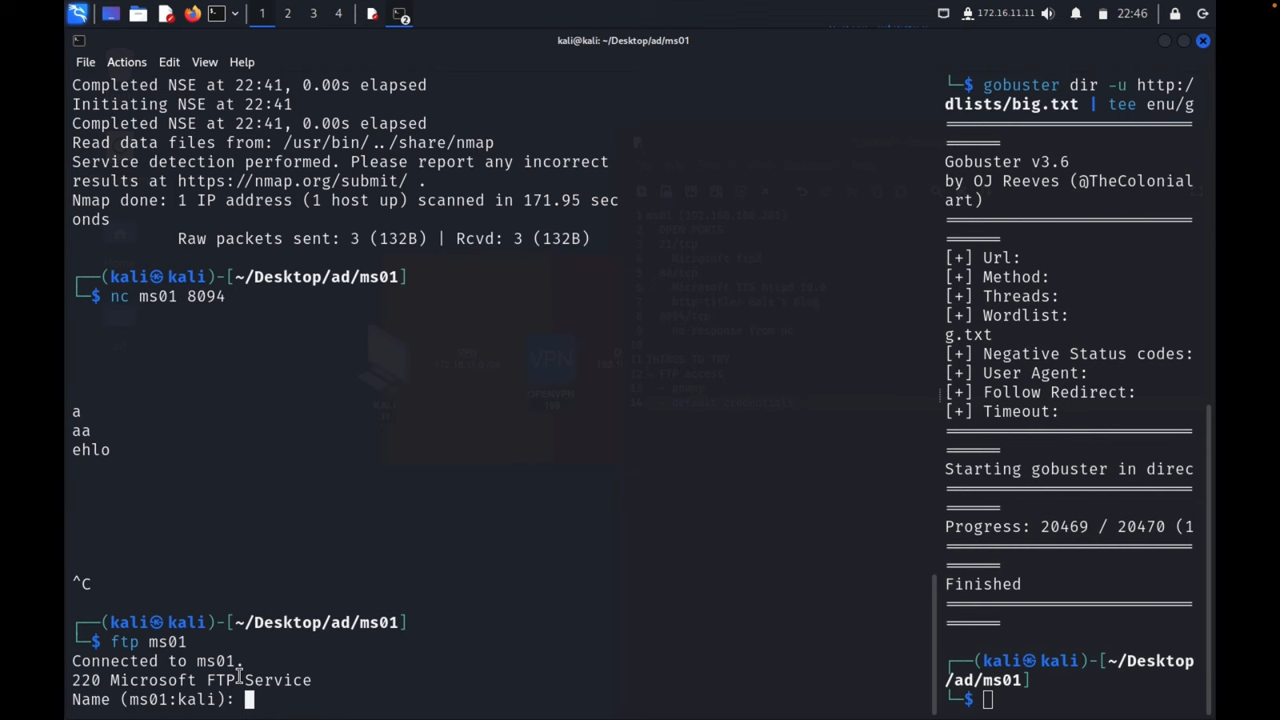 1
2
3
4
2
172.16.11.11
22:46
kali@kali: ~/Desktop/ad/ms01
File Actions Edit View Help
Completed NSE at 22:41, 0.00s elapsed
Initiating NSE at 22:41
Completed NSE at 22:41, 0.00s elapsed
Read data files from: /usr/bin/../share/nmap
Service detection performed. Please report any incorrect
results at https://nmap.org/submit/ .
Nmap done: 1 IP address (1 host up) scanned in 171.95 sec
onds
Raw packets sent: 3 (132B) | Rcvd: 3 (132B)
┌──(kali㉿kali)-[~/Desktop/ad/ms01]
└─$ nc ms01 8094
a
aa
ehlo
^C
┌──(kali㉿kali)-[~/Desktop/ad/ms01]
└─$ ftp ms01
Connected to ms01.
220 Microsoft FTP Service
Name (ms01:kali):
└─$ gobuster dir -u http:/
dlists/big.txt | tee enu/g
Gobuster v3.6
by OJ Reeves (@TheColonial
art)
[+] Url:
[+] Method:
[+] Threads:
[+] Wordlist:
g.txt
[+] Negative Status codes:
[+] User Agent:
[+] Follow Redirect:
[+] Timeout:
Starting gobuster in direc
Progress: 20469 / 20470 (1
Finished
┌──(kali㉿kali)-[~/Desktop
/ad/ms01]
└─$
VPN